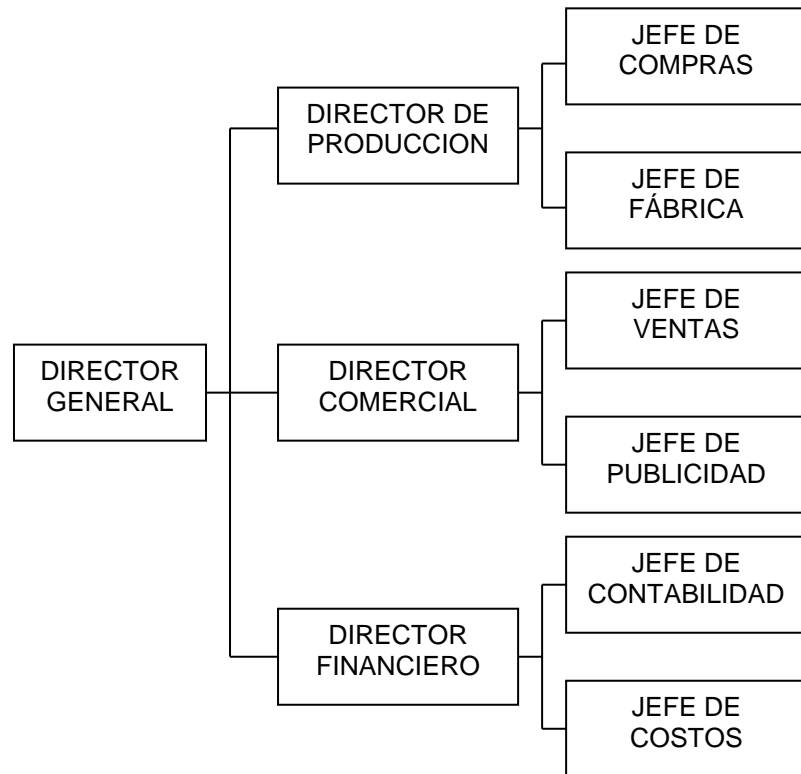 JEFE DE
COMPRAS
DIRECTOR DE
PRODUCCION
JEFE DE
FÁBRICA
JEFE DE
VENTAS
DIRECTOR
GENERAL
DIRECTOR
COMERCIAL
JEFE DE
PUBLICIDAD
JEFE DE
CONTABILIDAD
DIRECTOR
FINANCIERO
JEFE DE
COSTOS